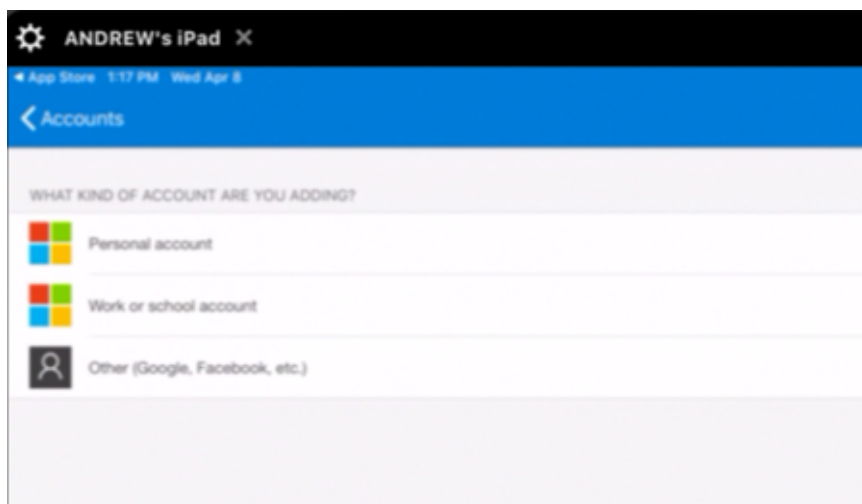 ANDREW's iPad ×
◀ App Store 1:17 PM Wed Apr 8
Accounts
WHAT KIND OF ACCOUNT ARE YOU ADDING?
Personal account
Work or school account
Other (Google, Facebook, etc.)